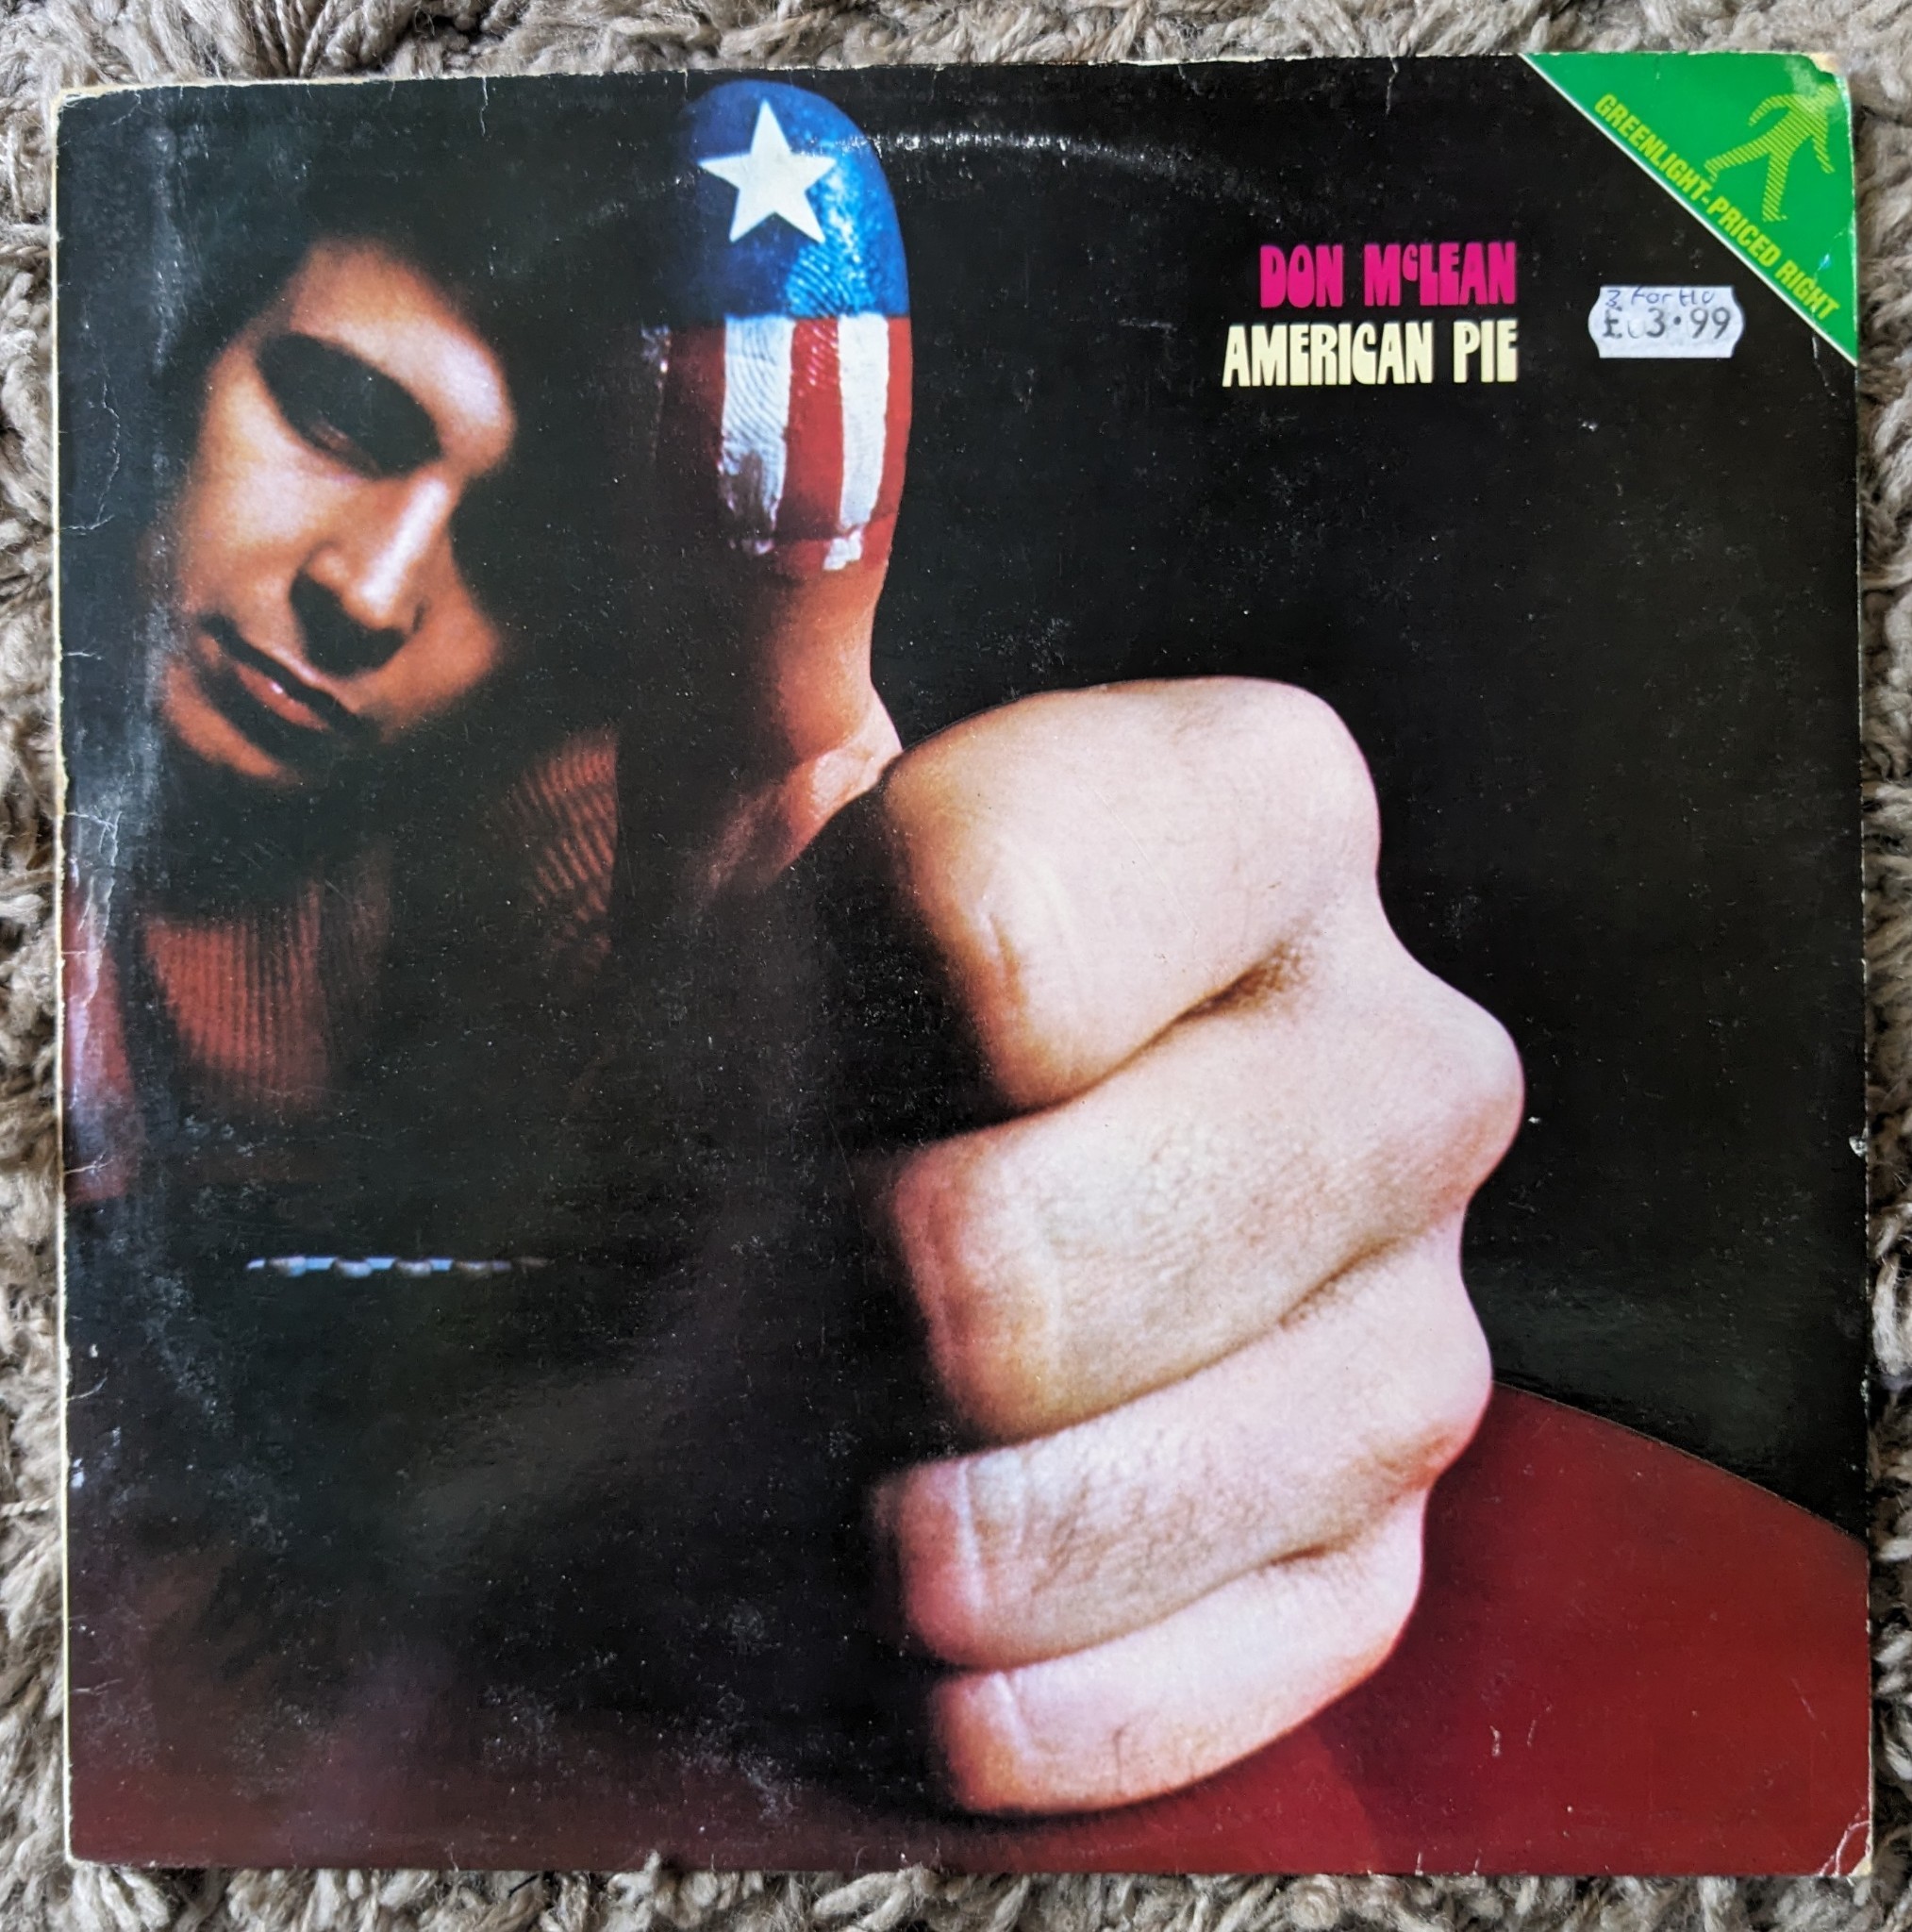 GREENLIGHT-PRICED RIGHT
DON McLEAN
AMERICAN PIE
3 For
£3.99